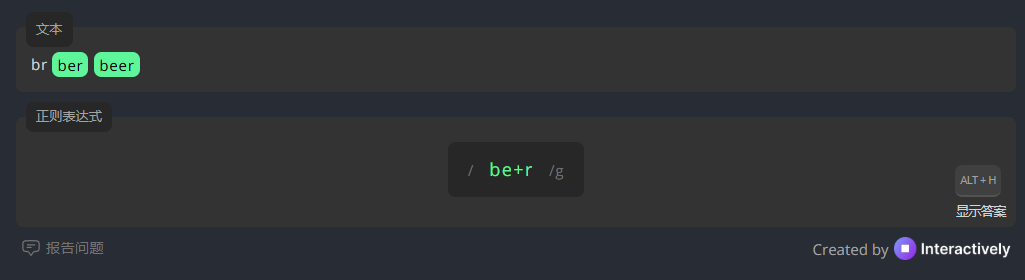 文本
br ber beer
正则表达式
/ be+r /g
ALT + H
显示答案
报告问题
Created by Interactively